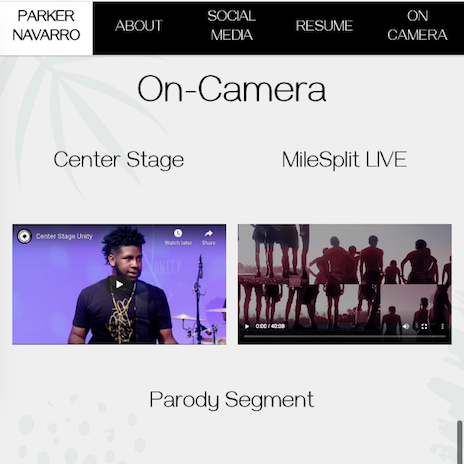 PARKER
NAVARRO
ABOUT
SOCIAL
MEDIA
RESUME
ON
CAMERA
On-Camera
Center Stage
MileSplit LIVE
Center Stage Unity
Watch later
Share
UNITY
0:00 / 40:08
Parody Segment